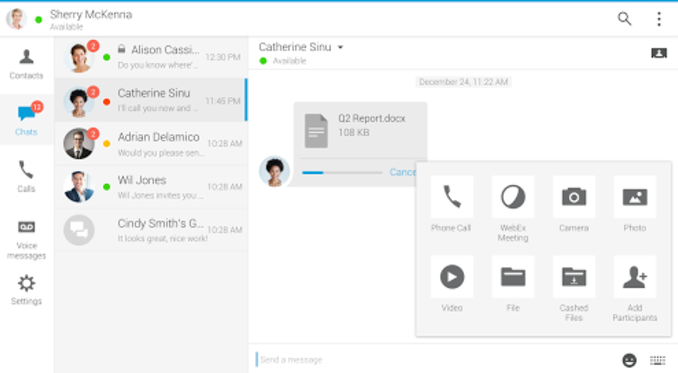 Sherry McKenna
Available
Contacts
12
Chats
Calls
Voice
messages
Settings
2
Alison Cassi...
12:30 PM
Do you know where'...
2
Catherine Sinu
I'll call you now and ...
11:45 PM
2
Adrian Delamico
Would you please sen...
10:28 AM
Wil Jones
Wil Jones invites you ...
10:28 AM
Cindy Smith's G...
It looks great, nice work!
10:28 AM
Catherine Sinu
Available
December 24, 11:22 AM
Q2 Report.docx
108 KB
Cance
Phone Call
WebEx
Meeting
Camera
Photo
Video
File
Cashed
Files
Add
Participants
Send a message